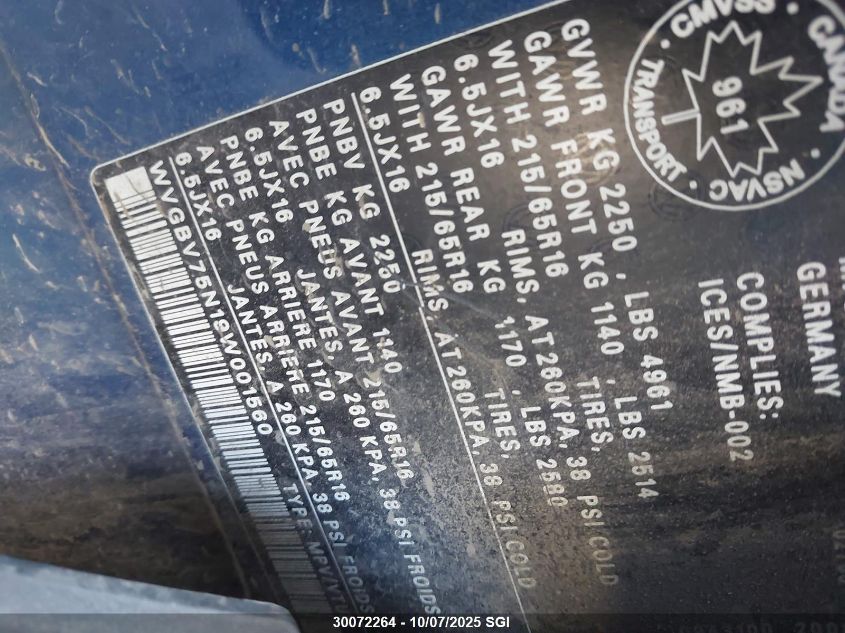 CMVSS · CANADA
961
TRANSPORT · NSVAC
GERMANY
COMPLIES:
ICES/NMB-002
GVWR KG 2250 , LBS 4961
GAWR FRONT KG 1140 , LBS 2514
WITH 215/65R16 TIRES,
6.5JX16 RIMS, AT 260KPA, 38 PSI COLD
GAWR REAR KG 1170 , LBS 2580
WITH 215/65R16 TIRES,
6.5JX16 RIMS, AT 260KPA, 38 PSI COLD
PNBV KG 2250
PNBE KG AVANT 1140
AVEC PNEUS AVANT 215/65R16
6.5JX16 JANTES A 260 KPA, 38 PSI FROIDS
PNBE KG ARRIERE 1170
AVEC PNEUS ARRIERE 215/65R16
6.5JX16 JANTES A 260 KPA, 38 PSI FROIDS
WVGBV75N19W001560 TYPE:
30072264 - 10/07/2025 SGI